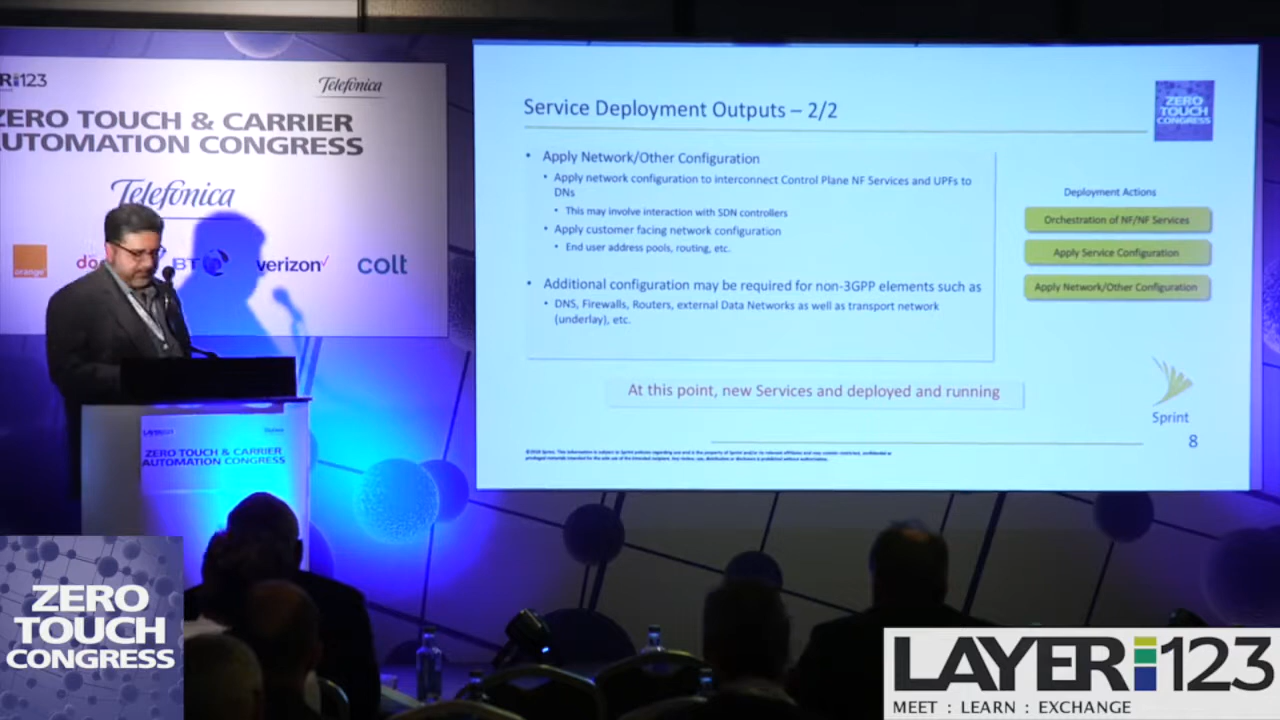 R 123
Telefónica
ZERO TOUCH & CARRIER
AUTOMATION CONGRESS
Telefónica
orange
BT
verizon✓
colt
LAYER123
ZERO TOUCH & CARRIER
AUTOMATION CONGRESS
Service Deployment Outputs – 2/2
ZERO
TOUCH
CONGRESS
• Apply Network/Other Configuration
• Apply network configuration to interconnect Control Plane NF Services and UPFs to
DNs
• This may involve interaction with SDN controllers
• Apply customer facing network configuration
• End user address pools, routing, etc.
• Additional configuration may be required for non-3GPP elements such as
• DNS, Firewalls, Routers, external Data Networks as well as transport network
(underlay), etc.
Deployment Actions
Orchestration of NF/NF Services
Apply Service Configuration
Apply Network/Other Configuration
At this point, new Services and deployed and running
Sprint
8
ZERO
TOUCH
CONGRESS
LAYER123
MEET : LEARN : EXCHANGE